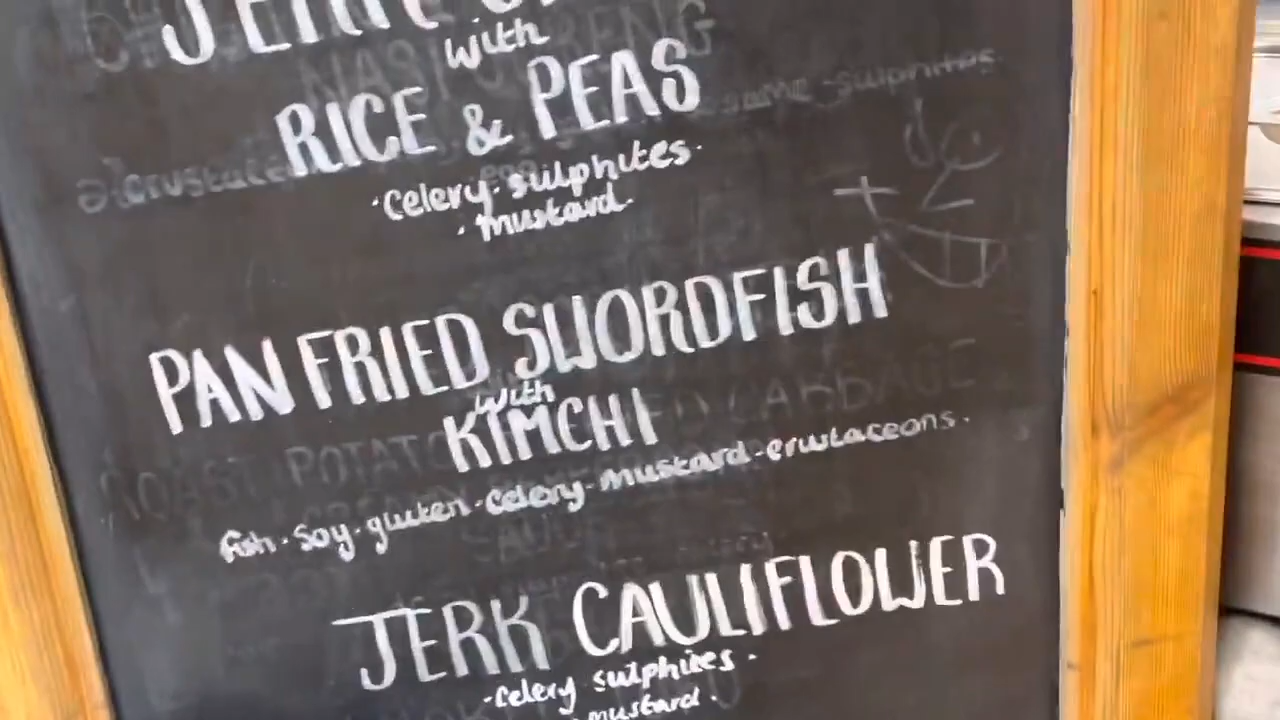 JERK
with
RICE & PEAS
·Celery·sulphites·
·mustard·
PAN FRIED SWORDFISH
with
KIMCHI
fish·soy·gluten·celery-mustard-crustaceans.
JERK CAULIFLOWER
·celery sulphites·
mustard.